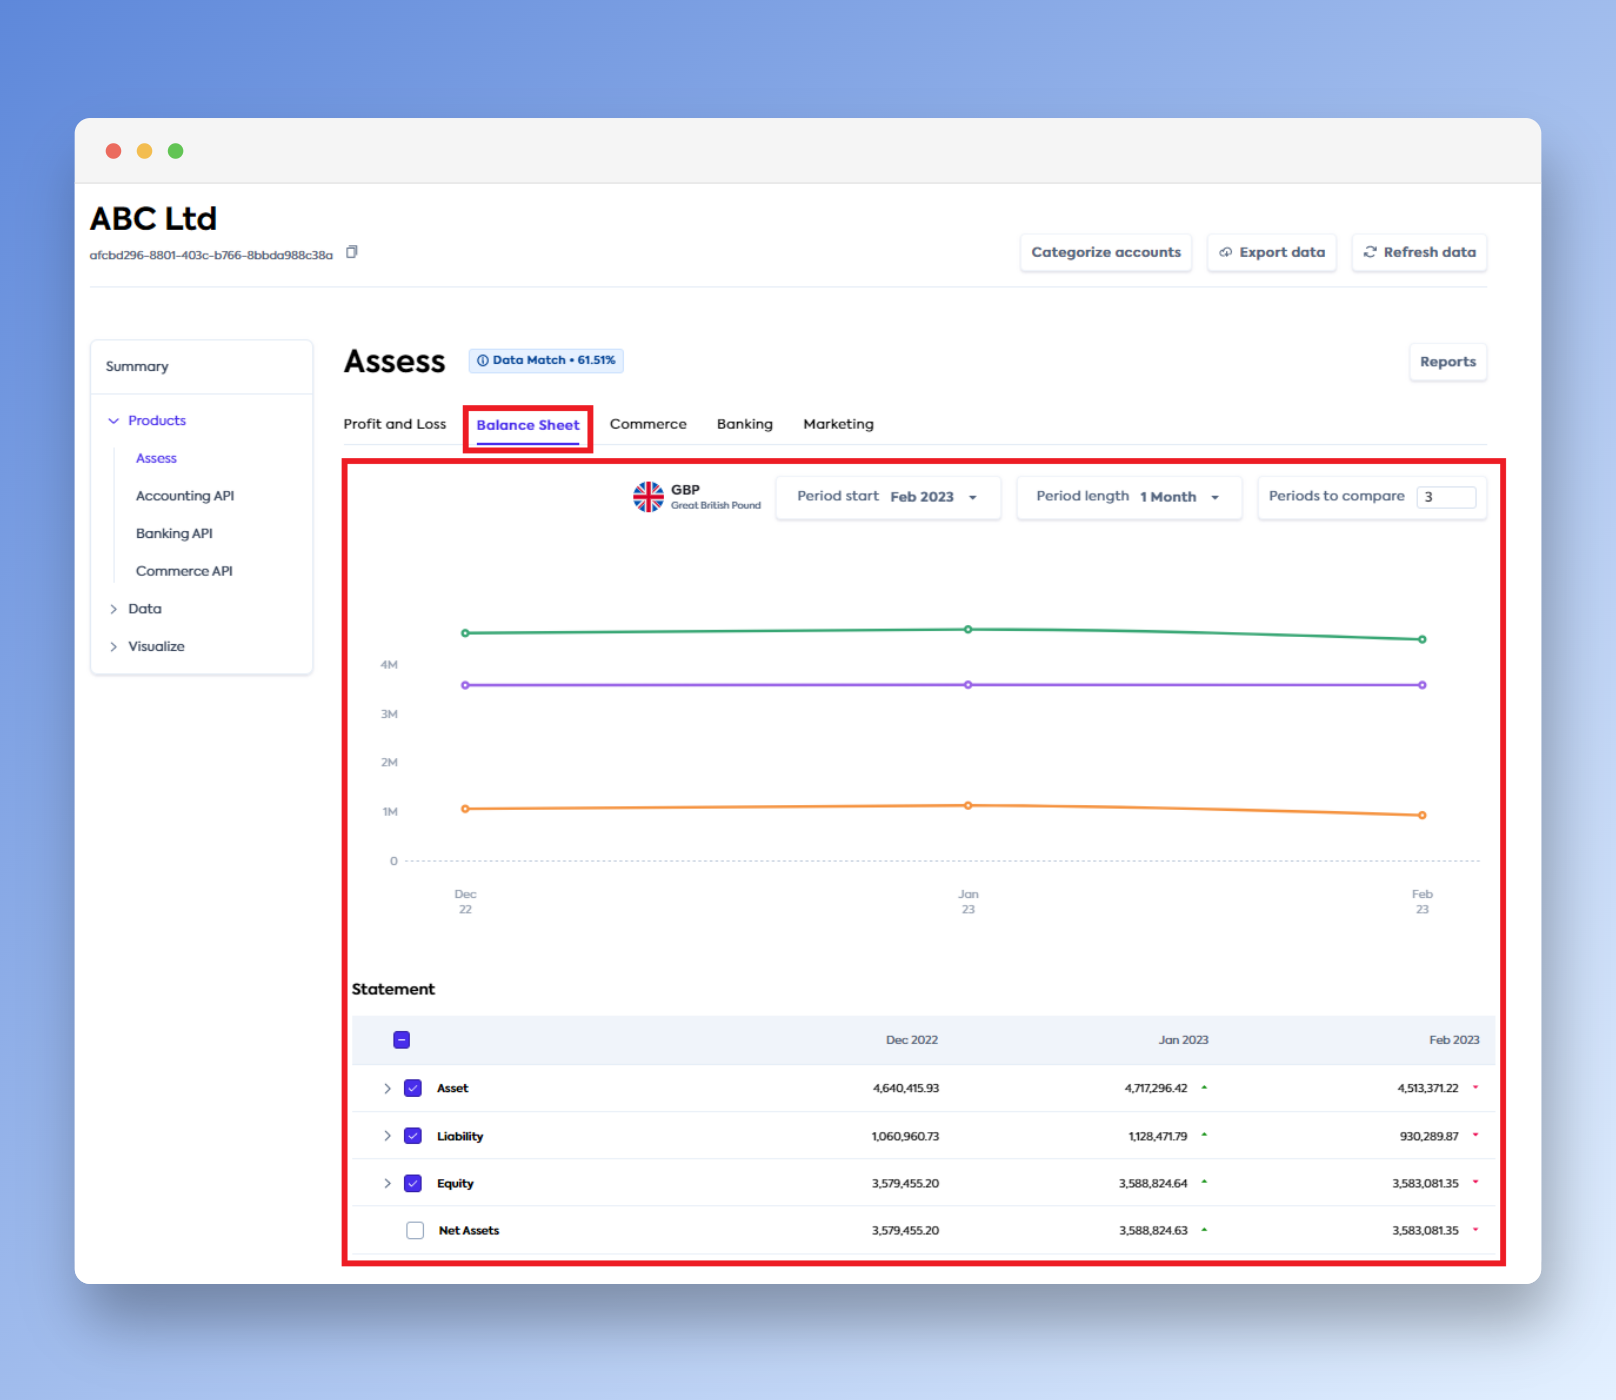 ABC Ltd
afcbd296-8801-403c-b766-8bbda988c38a
Categorize accounts
Export data
Refresh data
Summary
Products
Assess
Accounting API
Banking API
Commerce API
Data
Visualize
Assess
Data Match • 61.51%
Reports
Profit and Loss
Balance Sheet
Commerce
Banking
Marketing
GBP
Great British Pound
Period start Feb 2023
Period length 1 Month
Periods to compare 3
4M
3M
2M
1M
0
Dec
22
Jan
23
Feb
23
Statement
Dec 2022 Jan 2023 Feb 2023
Asset 4,640,415.93 4,717,296.42 4,513,371.22
Liability 1,060,960.73 1,128,471.79 930,289.87
Equity 3,579,455.20 3,588,824.64 3,583,081.35
Net Assets 3,579,455.20 3,588,824.63 3,583,081.35